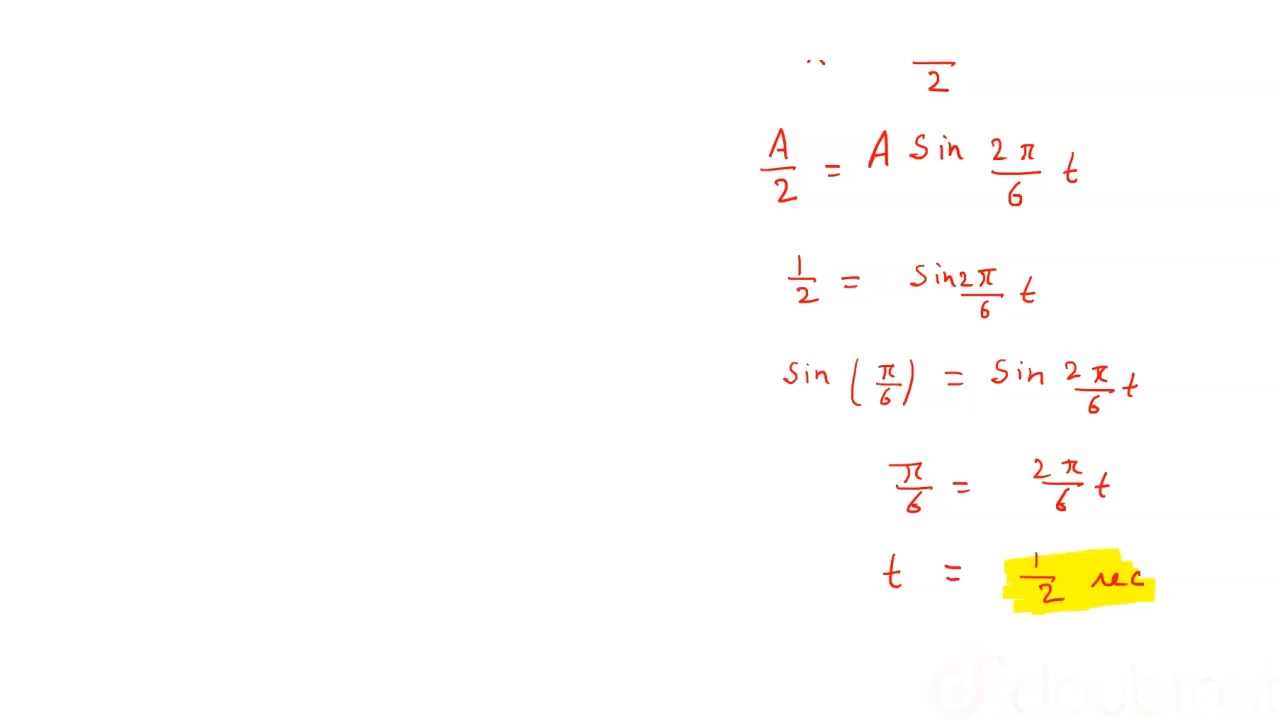 ∴ ‾2
A/2 = A sin 2π/6 t
1/2 = sin 2π/6 t
sin (π/6) = sin 2π/6 t
π/6 = 2π/6 t
t = 1/2 sec
doubtnut